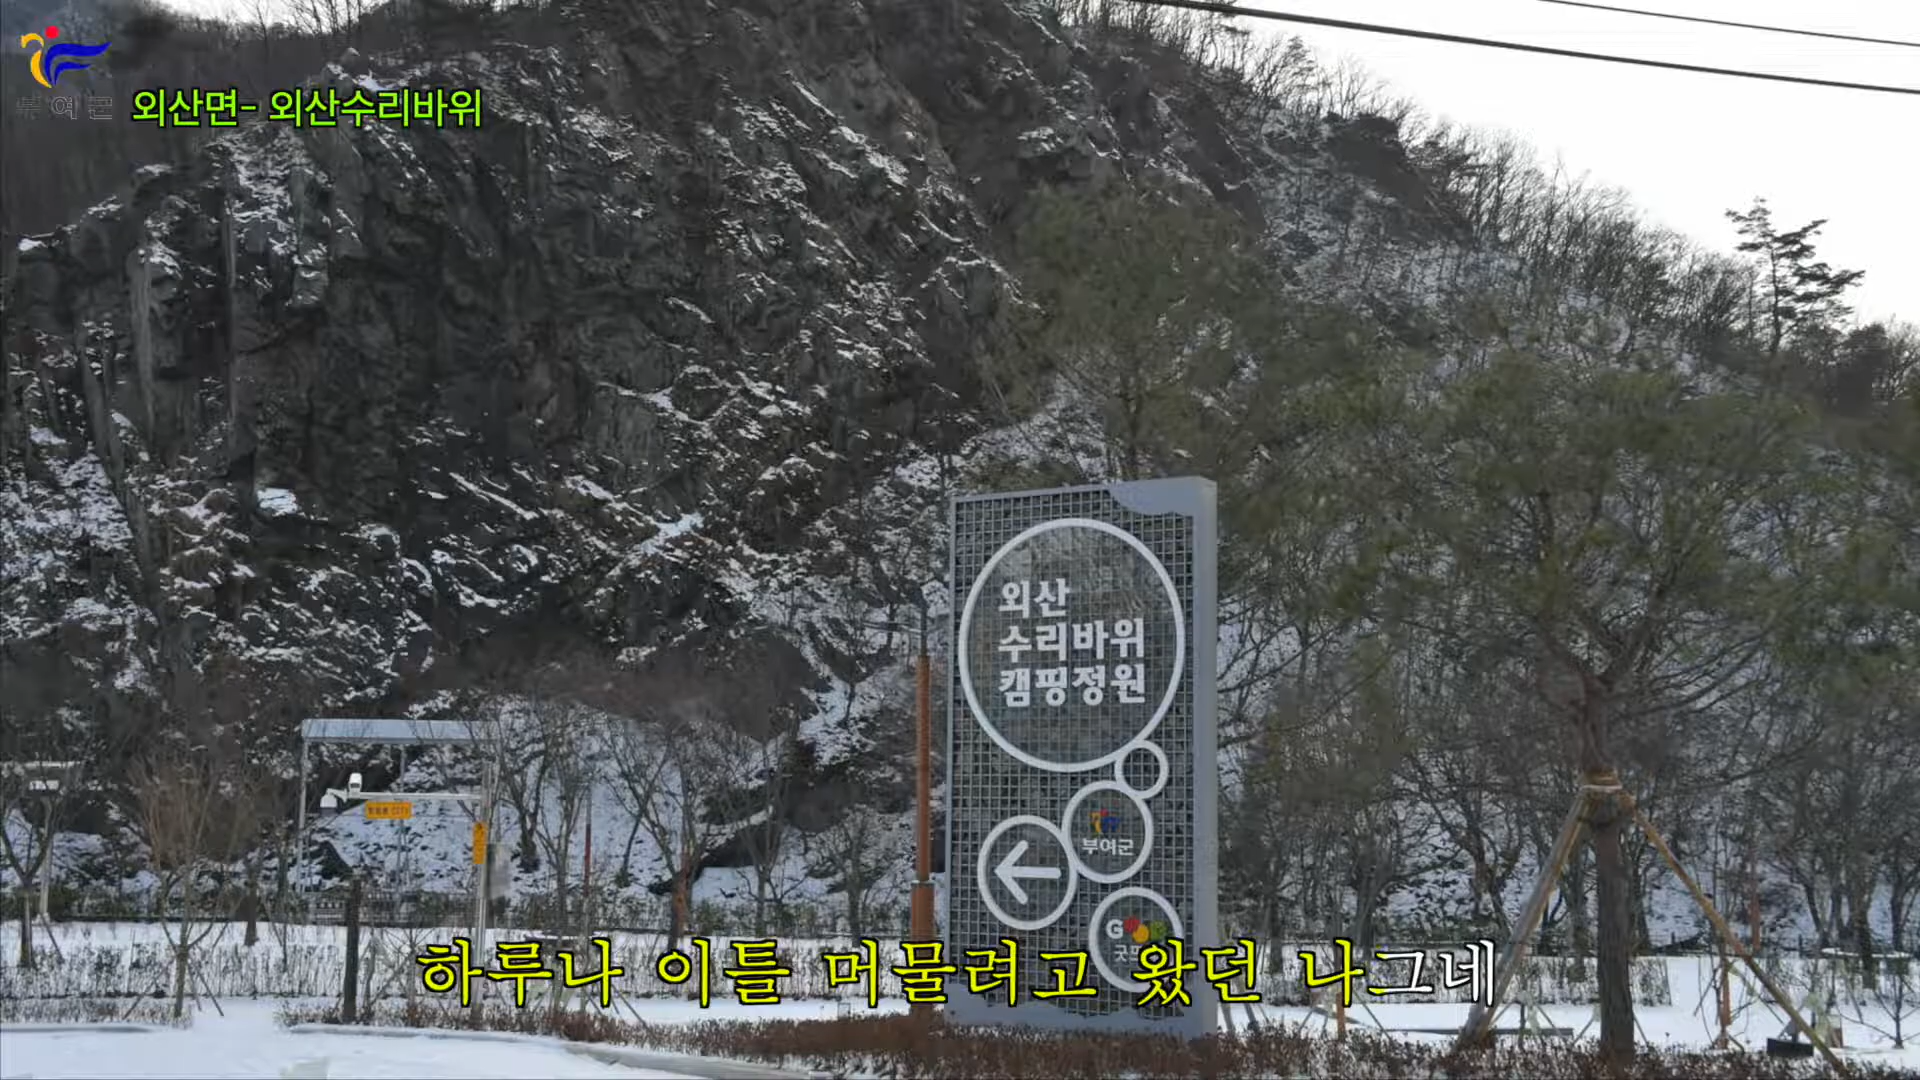 부여군
외산면- 외산수리바위
외산
수리바위
캠핑정원
부여군
하루나 이틀 머물려고 왔던 나그네